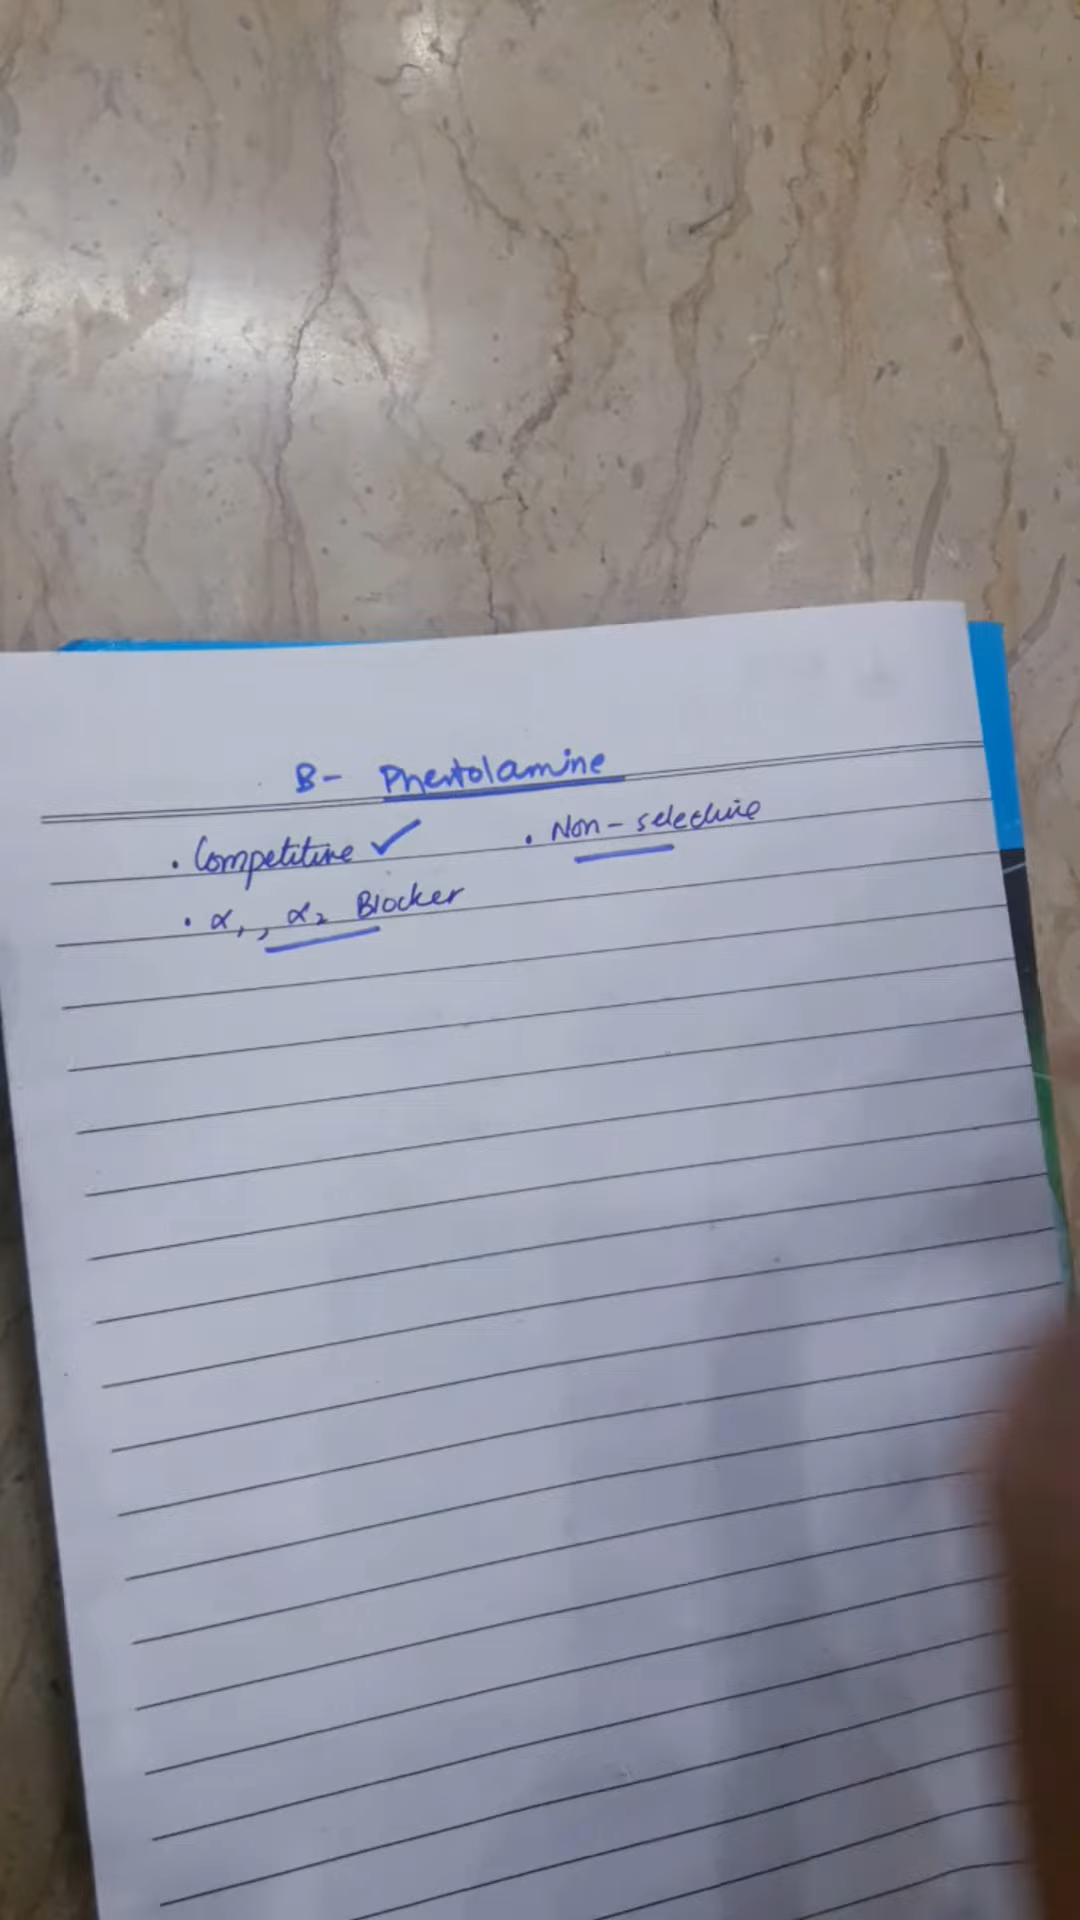 B- Phentolamine
• Competitive ✓ • Non-selective
• α₁, α₂ Blocker